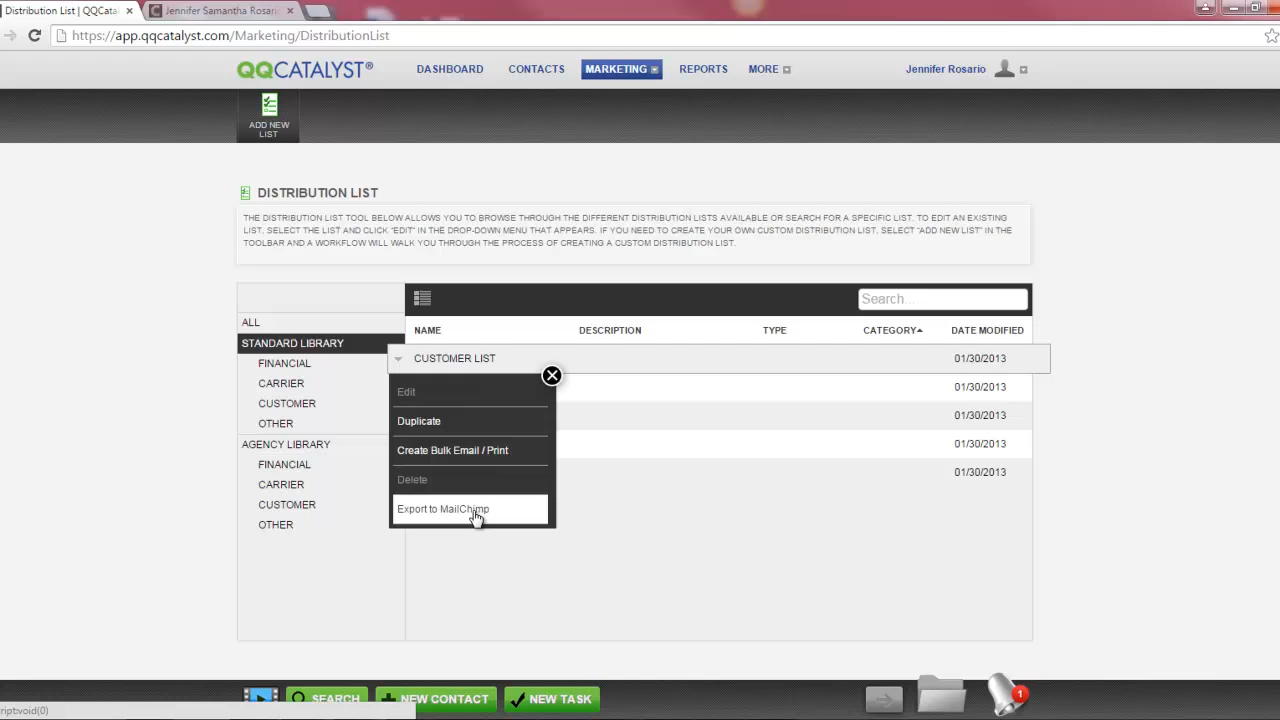 Distribution List | QQCatal
Jennifer Samantha Rosario
https://app.qqcatalyst.com/Marketing/DistributionList
QQCATALYST®
DASHBOARD
CONTACTS
MARKETING
REPORTS
MORE
Jennifer Rosario
ADD NEW
LIST
DISTRIBUTION LIST
THE DISTRIBUTION LIST TOOL BELOW ALLOWS YOU TO BROWSE THROUGH THE DIFFERENT DISTRIBUTION LISTS AVAILABLE OR SEARCH FOR A SPECIFIC LIST. TO EDIT AN EXISTING
LIST, SELECT THE LIST AND CLICK "EDIT" IN THE DROP-DOWN MENU THAT APPEARS. IF YOU NEED TO CREATE YOUR OWN CUSTOM DISTRIBUTION LIST, SELECT "ADD NEW LIST" IN THE
TOOLBAR AND A WORKFLOW WILL WALK YOU THROUGH THE PROCESS OF CREATING A CUSTOM DISTRIBUTION LIST.
Search...
ALL
STANDARD LIBRARY
FINANCIAL
CARRIER
CUSTOMER
OTHER
AGENCY LIBRARY
FINANCIAL
CARRIER
CUSTOMER
OTHER
NAME DESCRIPTION TYPE CATEGORY DATE MODIFIED
CUSTOMER LIST 01/30/2013
01/30/2013
01/30/2013
01/30/2013
01/30/2013
Edit
Duplicate
Create Bulk Email / Print
Delete
Export to MailChimp
SEARCH
NEW CONTACT
NEW TASK
1
ript:void(0)